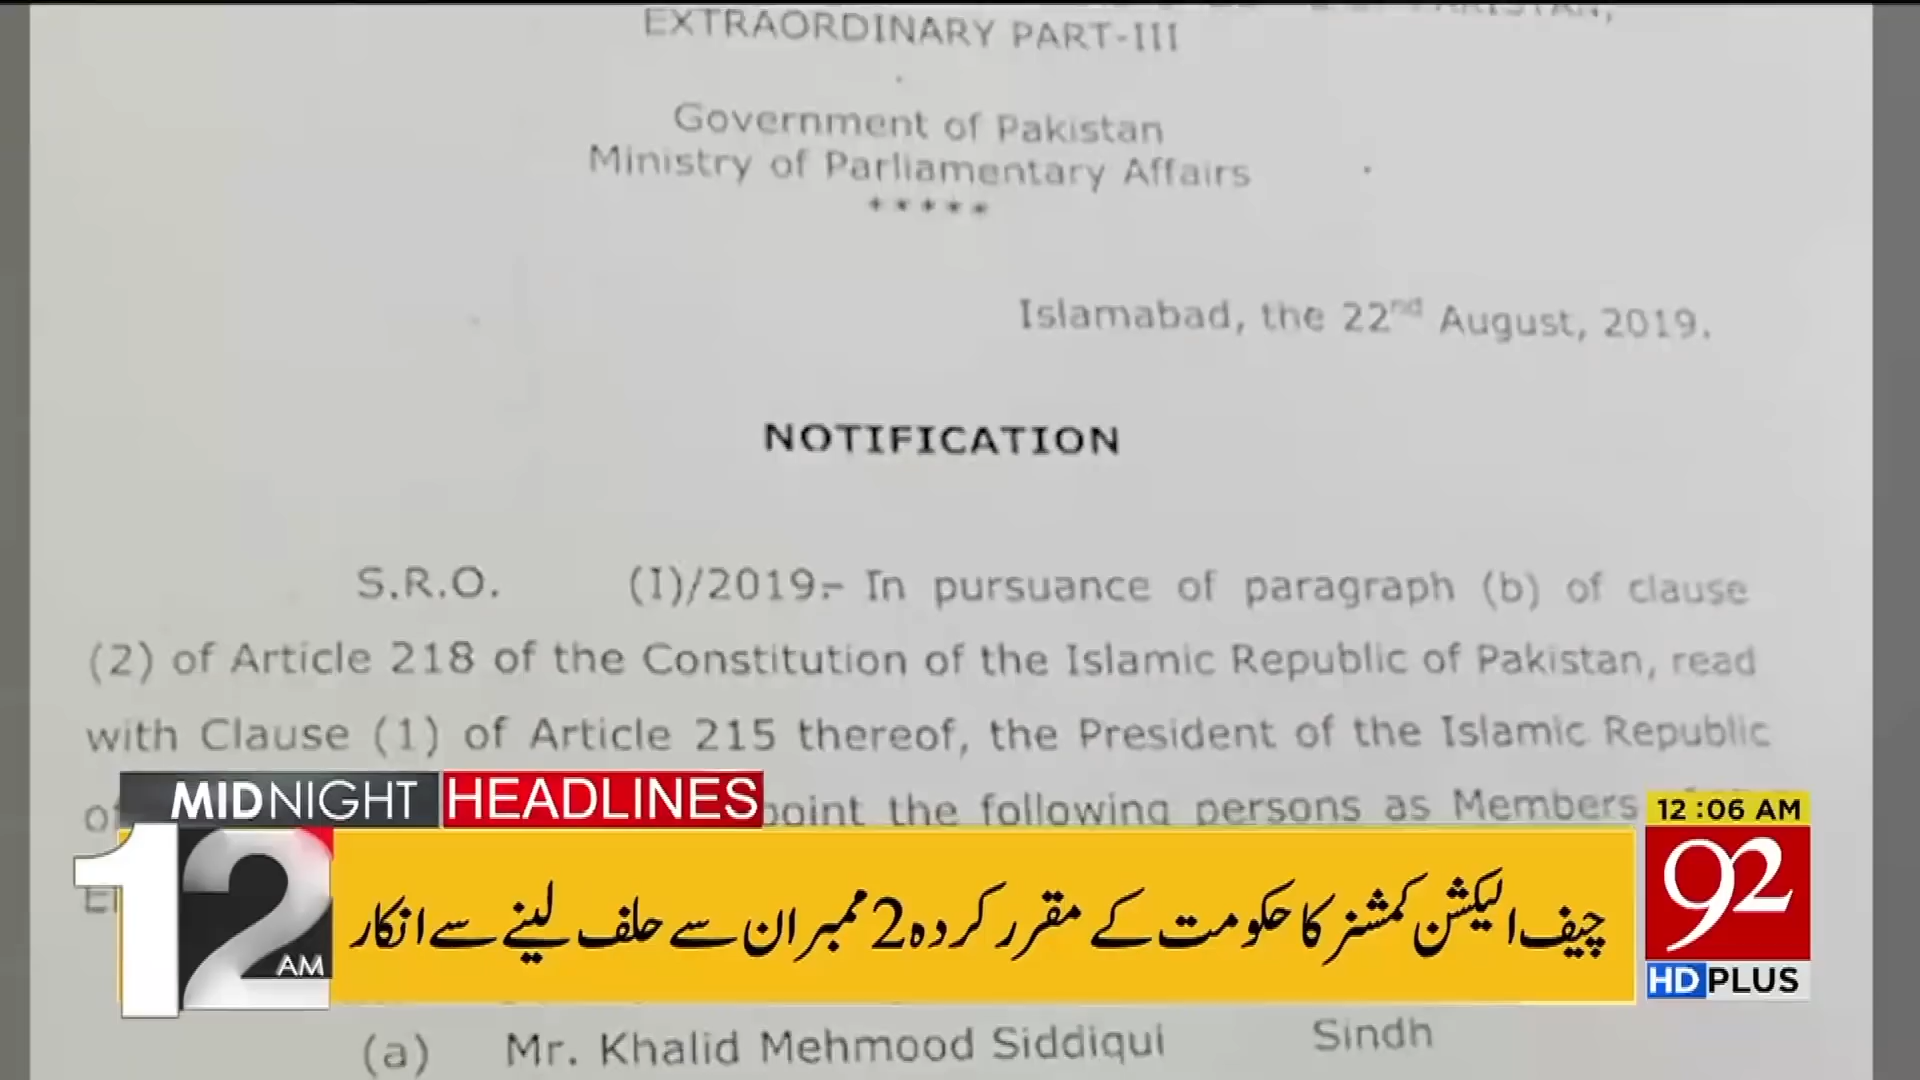 PAKISTAN,
EXTRAORDINARY PART-III
Government of Pakistan
Ministry of Parliamentary Affairs
*****
Islamabad, the 22nd August, 2019.
NOTIFICATION
S.R.O. (I)/2019:- In pursuance of paragraph (b) of clause
(2) of Article 218 of the Constitution of the Islamic Republic of Pakistan, read
with Clause (1) of Article 215 thereof, the President of the Islamic Republic
the following persons as Members
MIDNIGHT HEADLINES
12 AM
چیف الیکشن کمشنر کا حکومت کے مقرر کردہ 2 ممبران سے حلف لینے سے انکار
12:06 AM
92
HD PLUS
(a) Mr. Khalid Mehmood Siddiqui Sindh